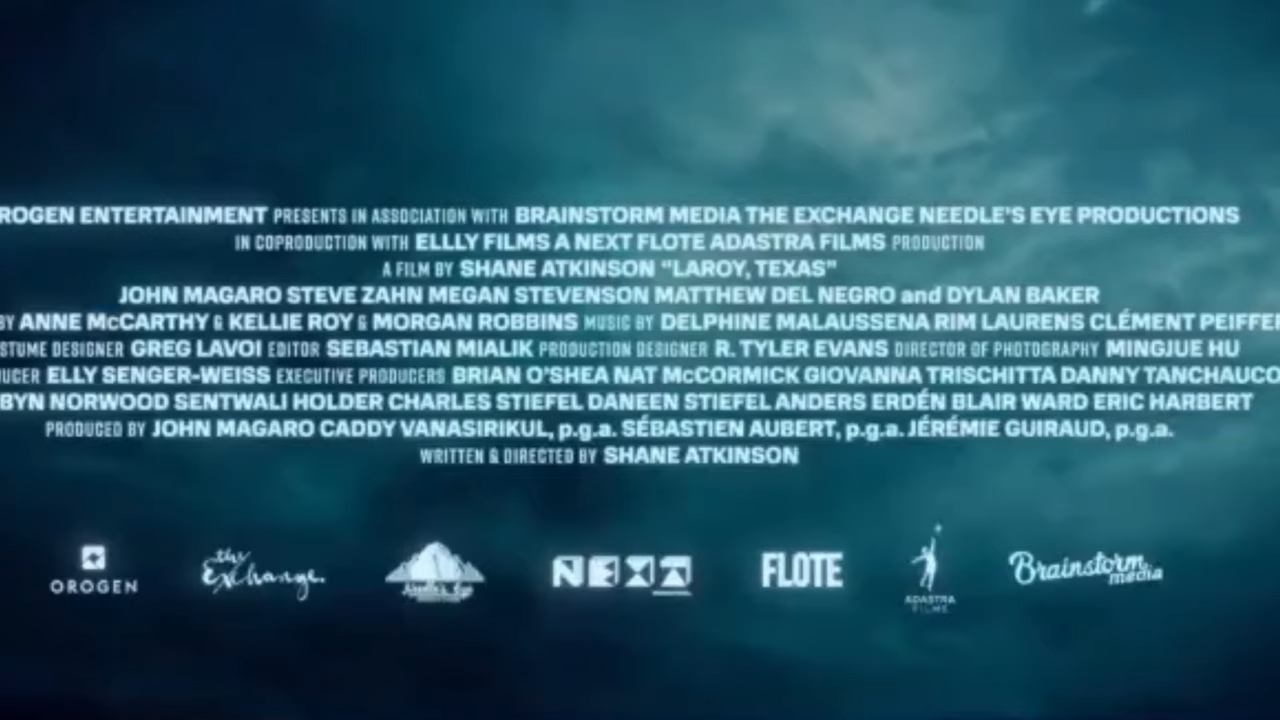 ROGEN ENTERTAINMENT PRESENTS IN ASSOCIATION WITH BRAINSTORM MEDIA THE EXCHANGE NEEDLE'S EYE PRODUCTIONS
IN COPRODUCTION WITH ELLLY FILMS A NEXT FLOTE ADASTRA FILMS PRODUCTION
A FILM BY SHANE ATKINSON "LAROY, TEXAS"
JOHN MAGARO STEVE ZAHN MEGAN STEVENSON MATTHEW DEL NEGRO and DYLAN BAKER
BY ANNE McCARTHY & KELLIE ROY & MORGAN ROBBINS MUSIC BY DELPHINE MALAUSSENA RIM LAURENS CLÉMENT PEIFFER
STUME DESIGNER GREG LAVOI EDITOR SEBASTIAN MIALIK PRODUCTION DESIGNER R. TYLER EVANS DIRECTOR OF PHOTOGRAPHY MINGJUE HU
UCER ELLY SENGER-WEISS EXECUTIVE PRODUCERS BRIAN O'SHEA NAT McCORMICK GIOVANNA TRISCHITTA DANNY TANCHAUCO
BYN NORWOOD SENTWALI HOLDER CHARLES STIEFEL DANEEN STIEFEL ANDERS ERDÉN BLAIR WARD ERIC HARBERT
PRODUCED BY JOHN MAGARO CADDY VANASIRIKUL, p.g.a. SÉBASTIEN AUBERT, p.g.a. JÉRÉMIE GUIRAUD, p.g.a.
WRITTEN & DIRECTED BY SHANE ATKINSON
OROGEN the Exchange. Needle's Eye NEXT FLOTE ADASTRA FILMS Brainstorm media